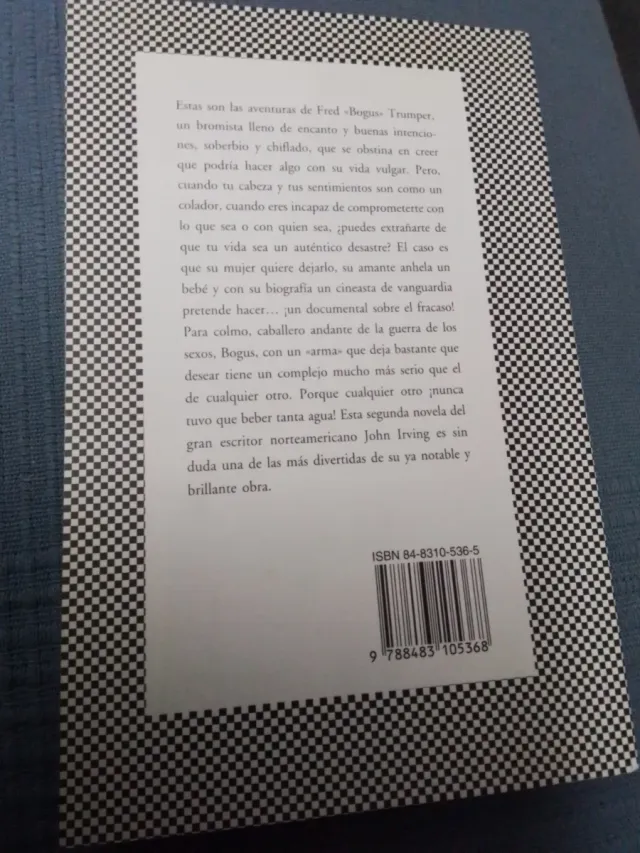 Estas son las aventuras de Fred «Bogus» Trumper,
un bromista lleno de encanto y buenas intencio-
nes, soberbio y chiflado, que se obstina en creer
que podría hacer algo con su vida vulgar. Pero,
cuando tu cabeza y tus sentimientos son como un
colador, cuando eres incapaz de comprometerte con
lo que sea o con quien sea, ¡puedes extrañarte de
que tu vida sea un auténtico desastre? El caso es
que su mujer quiere dejarlo, su amante anhela un
bebé y con su biografía un cineasta de vanguardia
pretende hacer... ¡un documental sobre el fracaso!
Para colmo, caballero andante de la guerra de los
sexos, Bogus, con un «arma» que deja bastante que
desear tiene un complejo mucho más serio que el
de cualquier otro. Porque cualquier otro ¡nunca
tuvo que beber tanta agua! Esta segunda novela del
gran escritor norteamericano John Irving es sin
duda una de las más divertidas de su ya notable y
brillante obra.
ISBN 84-8310-536-5
9 788483 105368